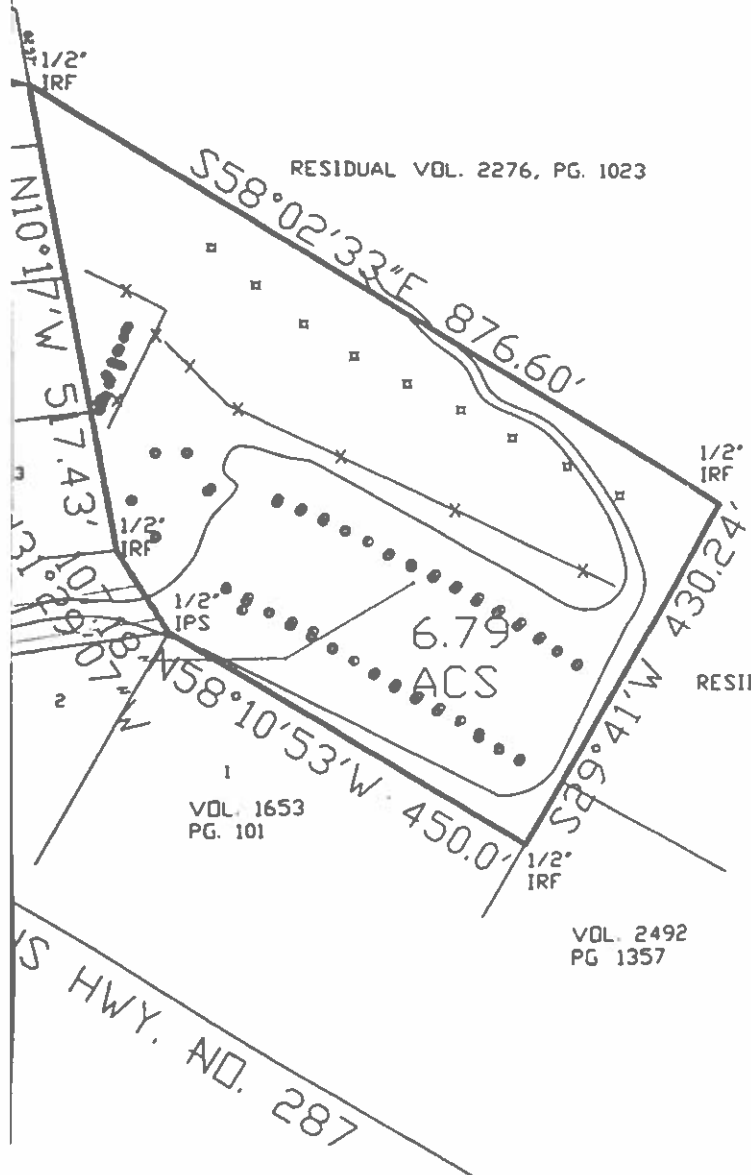 1/2"
IRF
RESIDUAL VOL. 2276, PG. 1023
S58°02'33"E 876.60'
N10°17'W 517.43'
1/2"
IRF
S29°41'W 430.24'
3
1/2"
IRF
1/2"
IPS
6.79
ACS
RESID
2
N58°10'53'W 450.0'
1
VOL. 1653
PG. 101
1/2"
IRF
VOL. 2492
PG 1357
HWY. NO. 287